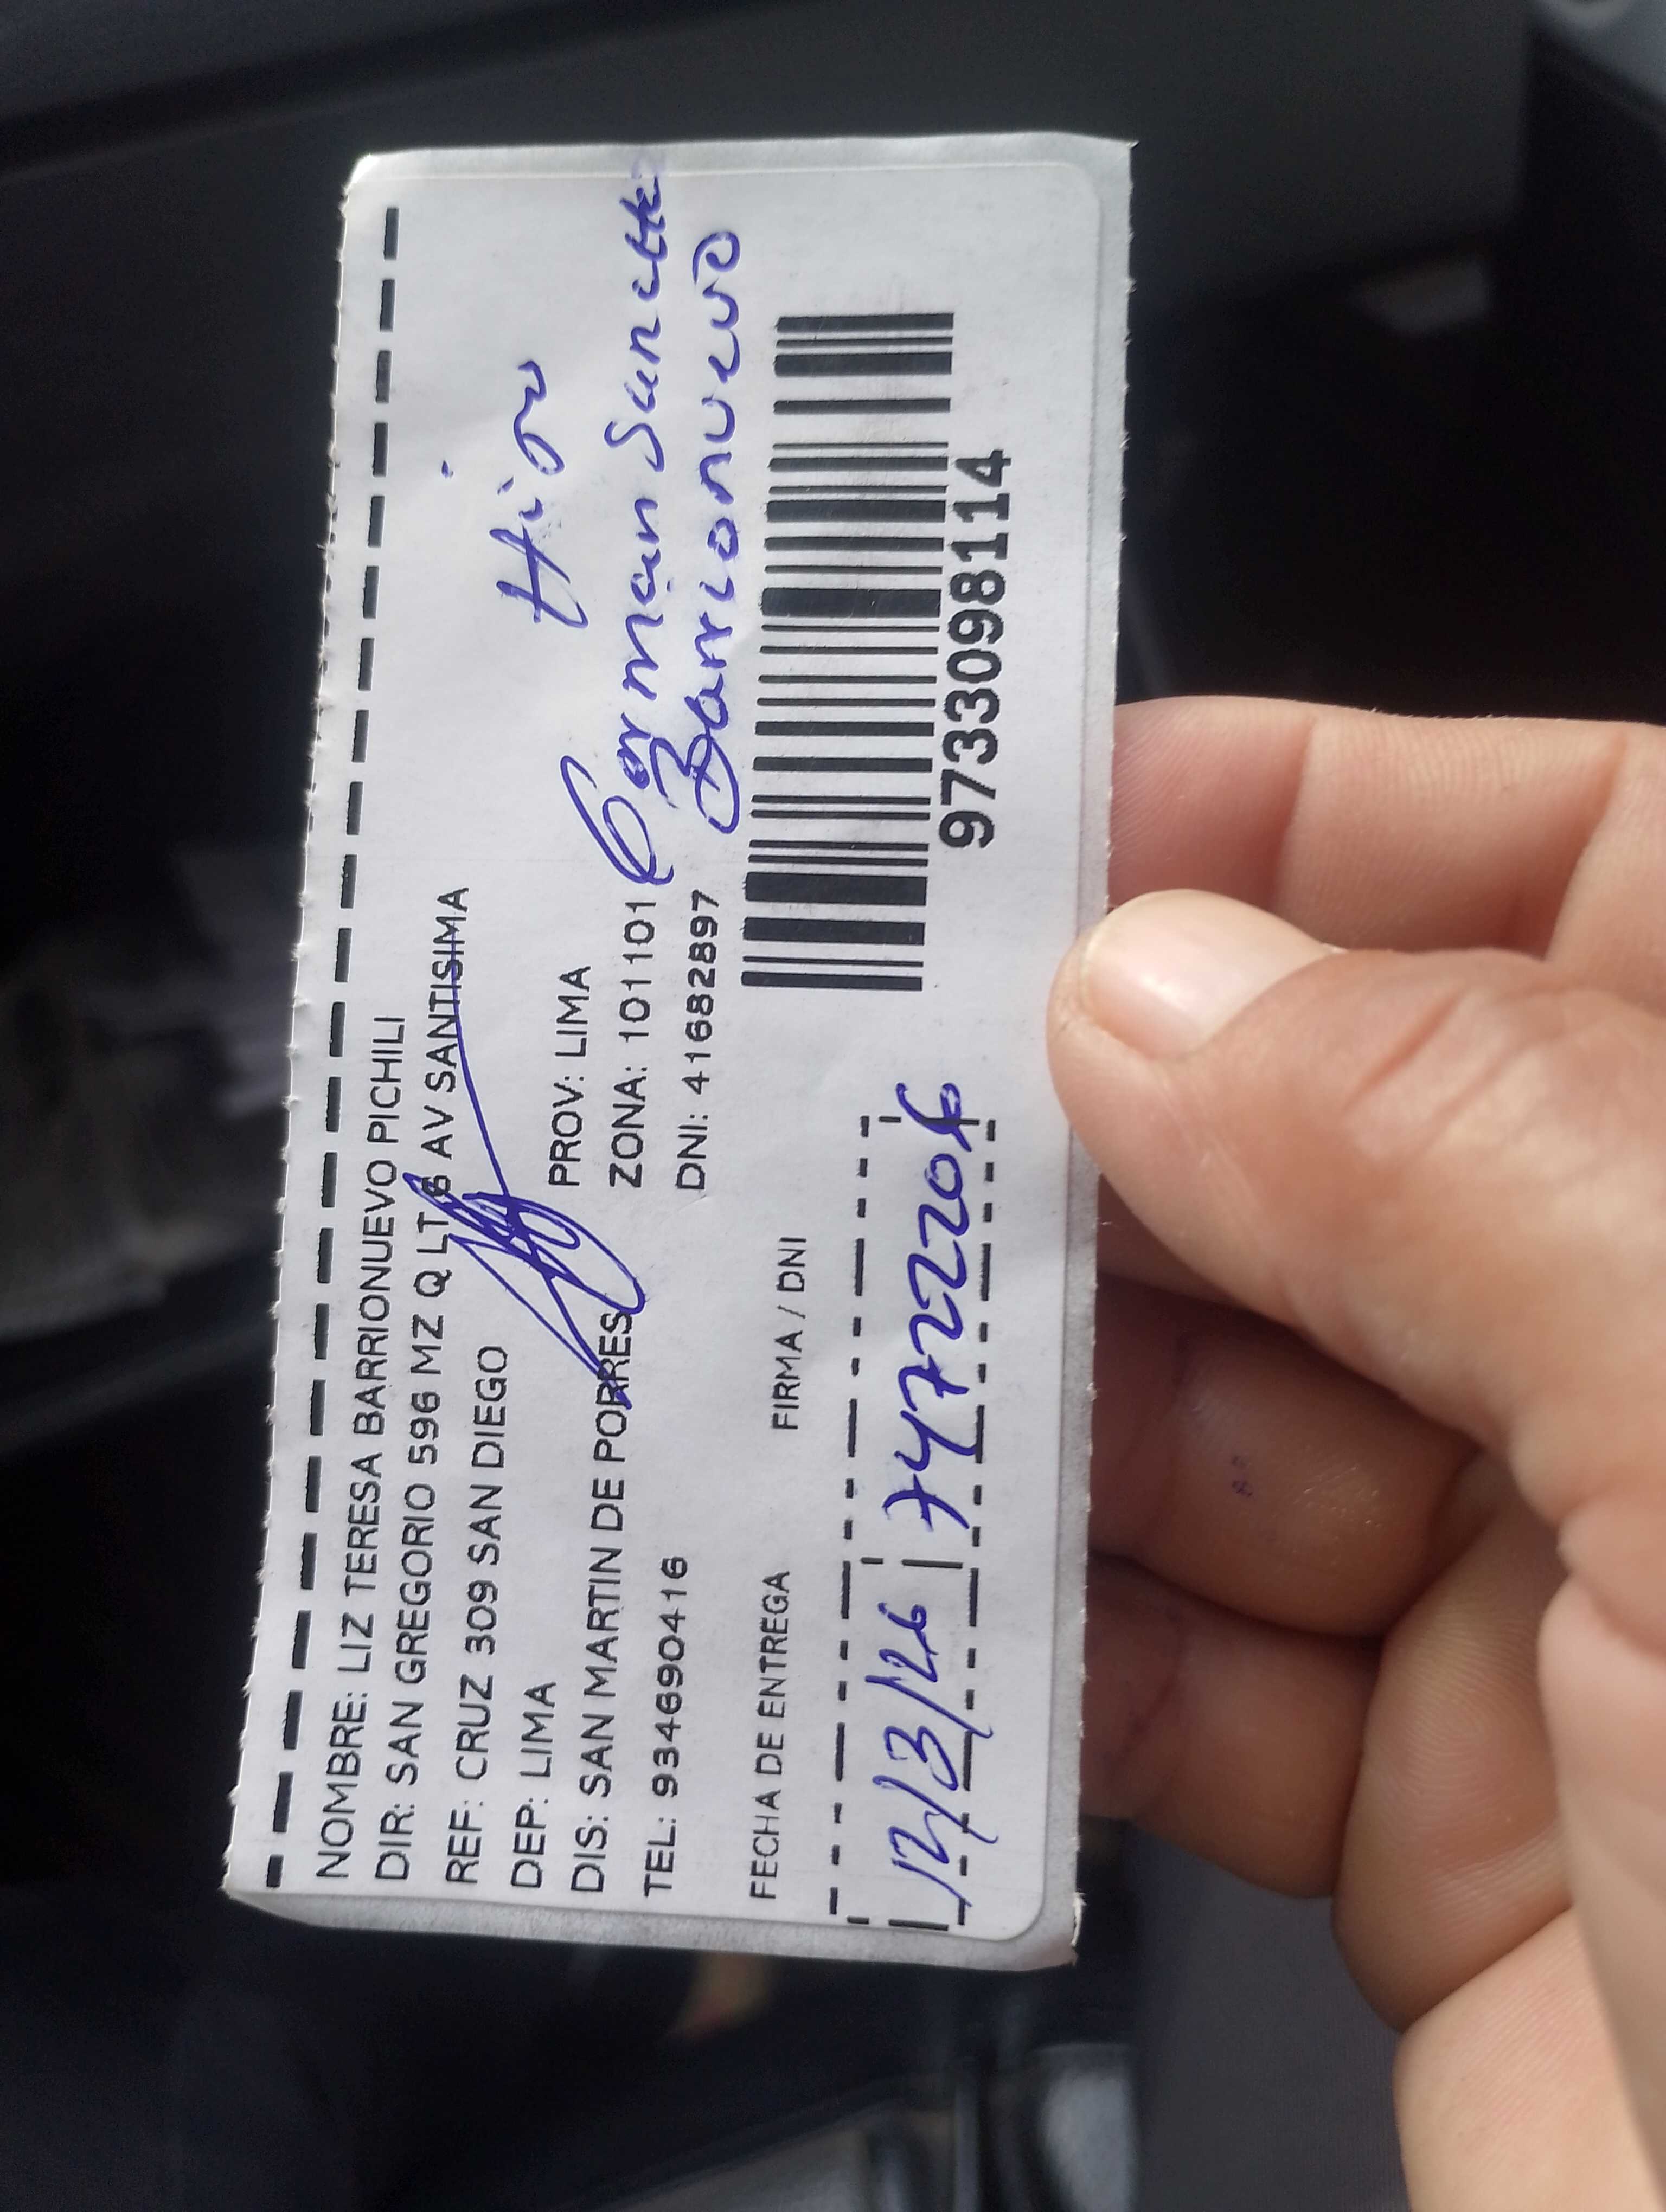 NOMBRE: LIZ TERESA BARRIONUEVO PICHILI
DIR: SAN GREGORIO 596 MZ Q LT 6 AV SANTISIMA
REF: CRUZ 309 SAN DIEGO
Hijo
DEP: LIMA PROV: LIMA
DIS: SAN MARTIN DE PORRES ZONA: 101101
TEL: 934690416 DNI: 41682897
Barrionuevo
FECHA DE ENTREGA FIRMA / DNI
12/3/26 74722206
9733098114